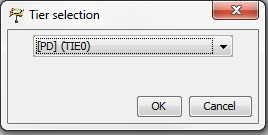 Tier selection
[PD] (TIE0)
OK
Cancel